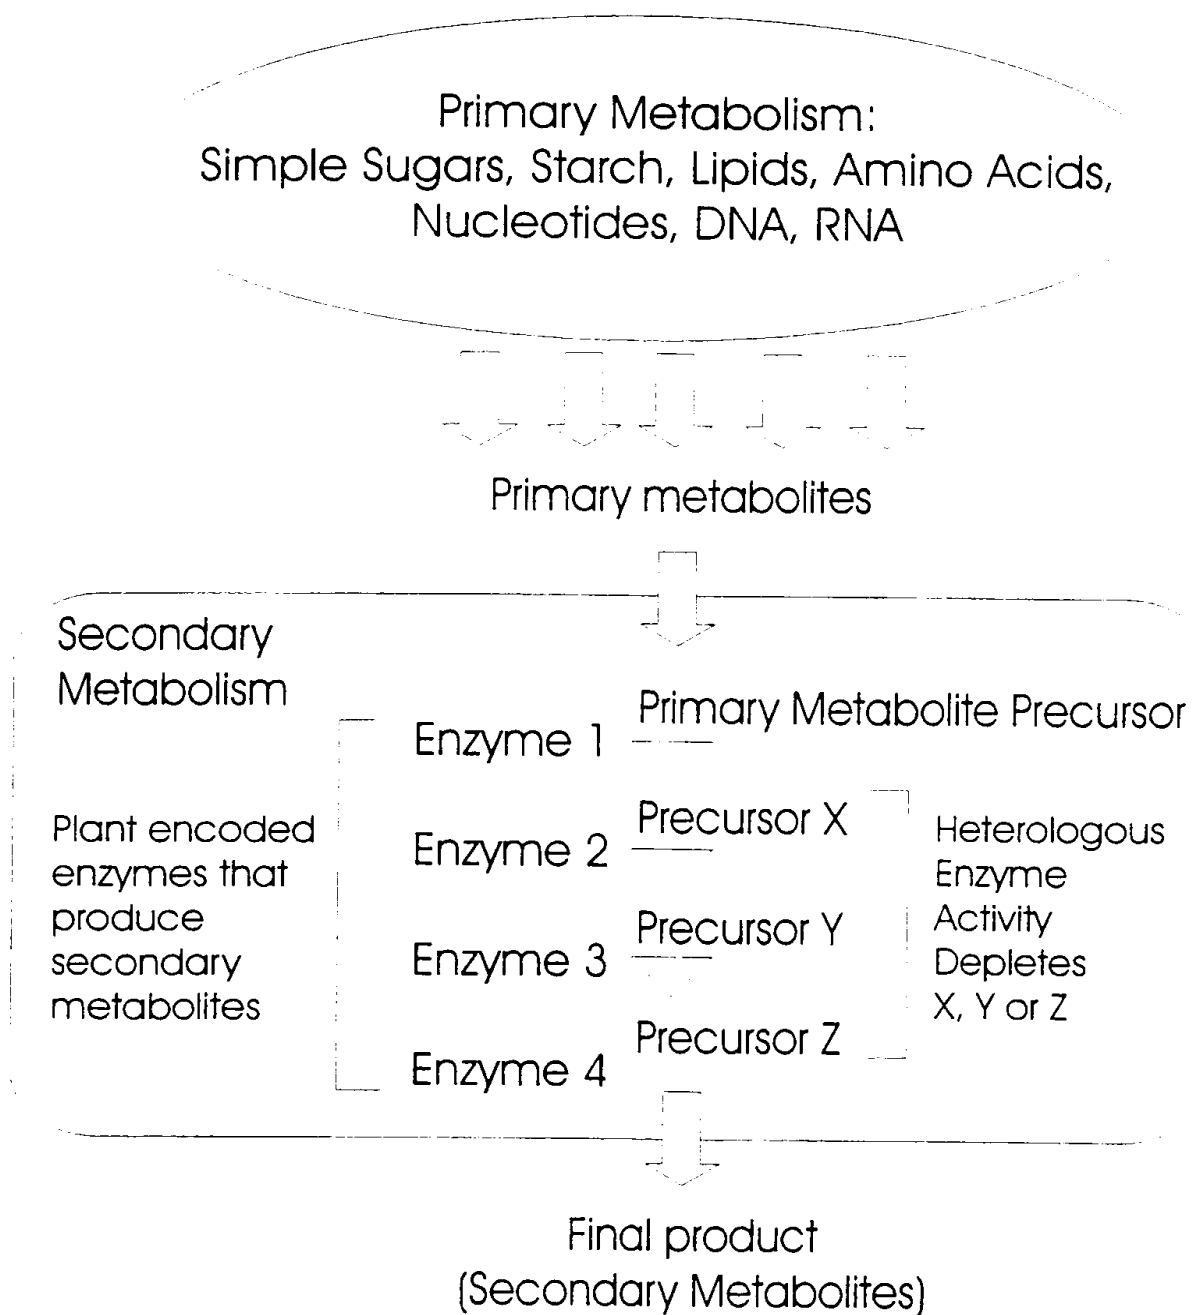 Primary Metabolism:
Simple Sugars, Starch, Lipids, Amino Acids,
Nucleotides, DNA, RNA
Primary metabolites
Secondary
Metabolism
Primary Metabolite Precursor
Enzyme 1
Precursor X
Enzyme 2
Precursor Y
Enzyme 3
Precursor Z
Enzyme 4
Plant encoded
enzymes that
produce
secondary
metabolites
Heterologous
Enzyme
Activity
Depletes
X, Y or Z
Final product
(Secondary Metabolites)